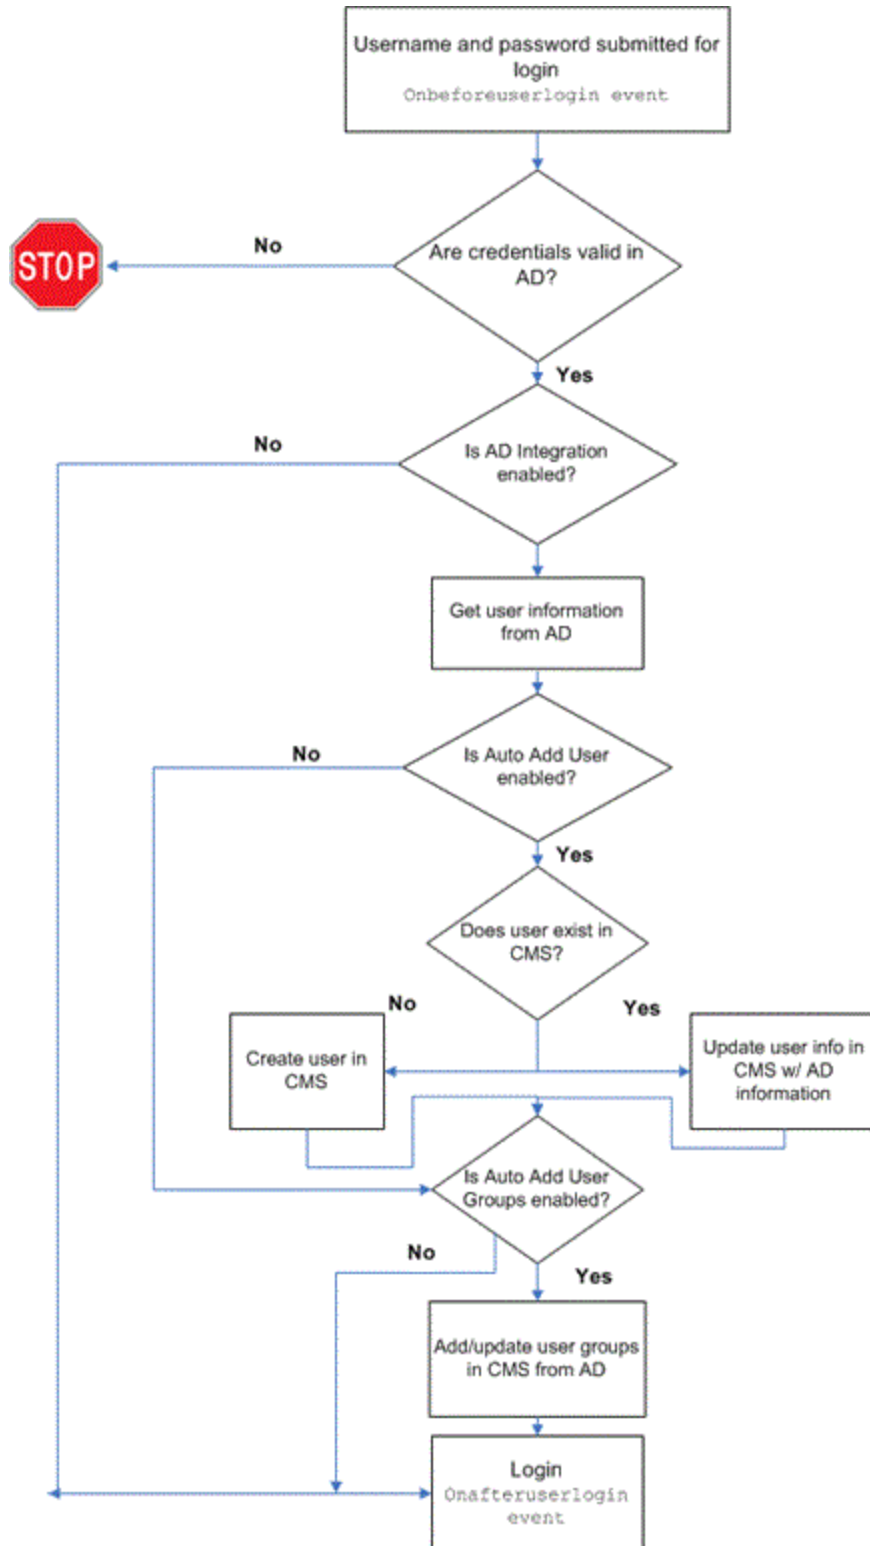 Username and password submitted for
login
Onbeforeuserlogin event
No
STOP
Are credentials valid in
AD?
Yes
No
Is AD Integration
enabled?
Get user information
from AD
No
Is Auto Add User
enabled?
Yes
Does user exist in
CMS?
No
Yes
Create user in
CMS
Update user info in
CMS w/ AD
information
Is Auto Add User
Groups enabled?
No
Yes
Add/update user groups
in CMS from AD
Login
Onafteruserlogin
event